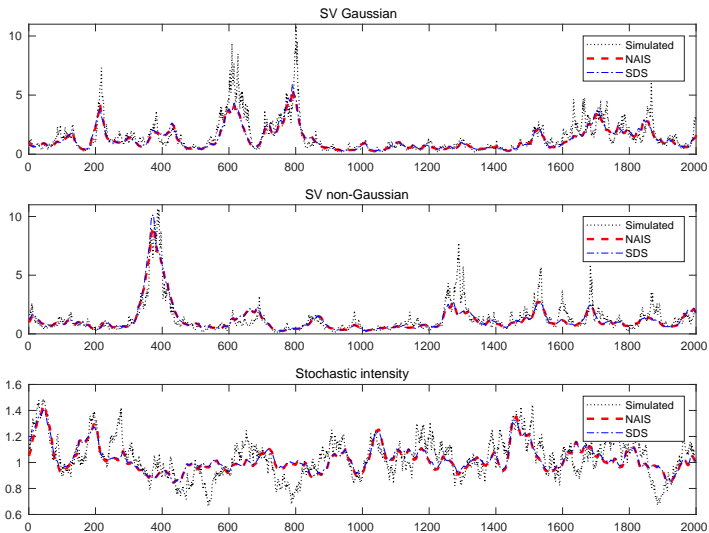 SV Gaussian
10
5
0
Simulated
NAIS
SDS
0 200 400 600 800 1000 1200 1400 1600 1800 2000
SV non-Gaussian
10
5
0
Simulated
NAIS
SDS
0 200 400 600 800 1000 1200 1400 1600 1800 2000
Stochastic intensity
1.6
1.4
1.2
1.0
0.8
0.6
Simulated
NAIS
SDS
0 200 400 600 800 1000 1200 1400 1600 1800 2000